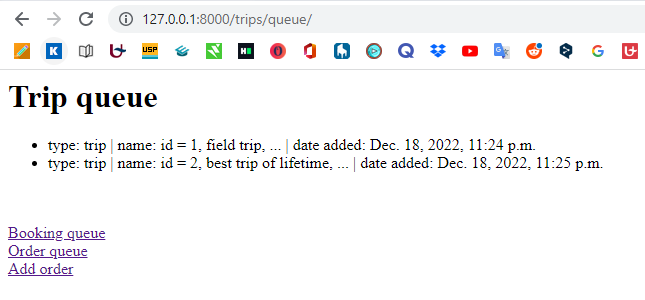 127.0.0.1:8000/trips/queue/
K
USP
H
Q
G
Trip queue
type: trip | name: id = 1, field trip, ... | date added: Dec. 18, 2022, 11:24 p.m.
type: trip | name: id = 2, best trip of lifetime, ... | date added: Dec. 18, 2022, 11:25 p.m.
Booking queue
Order queue
Add order